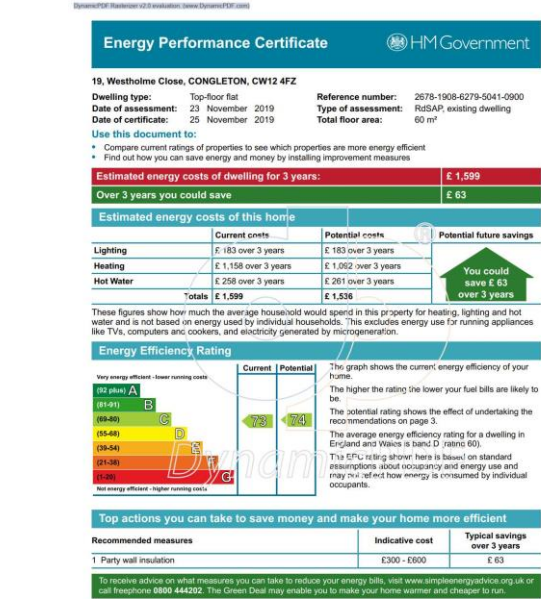 DynamicPDF Rasterizer v2.0 evaluation. (www.DynamicPDF.com)
Energy Performance Certificate
HM Government
19, Westholme Close, CONGLETON, CW12 4FZ
Dwelling type: Top-floor flat Reference number: 2678-1908-6279-5041-0900
Date of assessment: 23 November 2019 Type of assessment: RdSAP, existing dwelling
Date of certificate: 25 November 2019 Total floor area: 60 m²
Use this document to:
• Compare current ratings of properties to see which properties are more energy efficient
• Find out how you can save energy and money by installing improvement measures
Estimated energy costs of dwelling for 3 years: £ 1,599
Over 3 years you could save £ 63
Estimated energy costs of this home
Current costs Potential costs Potential future savings
Lighting £ 183 over 3 years £ 183 over 3 years
Heating £ 1,158 over 3 years £ 1,092 over 3 years
Hot Water £ 258 over 3 years £ 261 over 3 years
Totals £ 1,599 £ 1,536
You could
save £ 63
over 3 years
These figures show how much the average household would spend in this property for heating, lighting and hot
water and is not based on energy used by individual households. This excludes energy use for running appliances
like TVs, computers and cookers, and electricity generated by microgeneration.
Energy Efficiency Rating
Current Potential
Very energy efficient - lower running costs
(92 plus) A
(81-91) B
(69-80) C
(55-68) D
(39-54) E
(21-38) F
(1-20) G
73 74
Not energy efficient - higher running costs
The graph shows the current energy efficiency of your
home.
The higher the rating the lower your fuel bills are likely to
be.
The potential rating shows the effect of undertaking the
recommendations on page 3.
The average energy efficiency rating for a dwelling in
England and Wales is band D (rating 60).
The EPC rating shown here is based on standard
assumptions about occupancy and energy use and
may not reflect how energy is consumed by individual
occupants.
Top actions you can take to save money and make your home more efficient
Recommended measures Indicative cost Typical savings
over 3 years
1 Party wall insulation £300 - £600 £ 63
To receive advice on what measures you can take to reduce your energy bills, visit www.simpleenergyadvice.org.uk or
call freephone 0800 444202. The Green Deal may enable you to make your home warmer and cheaper to run.